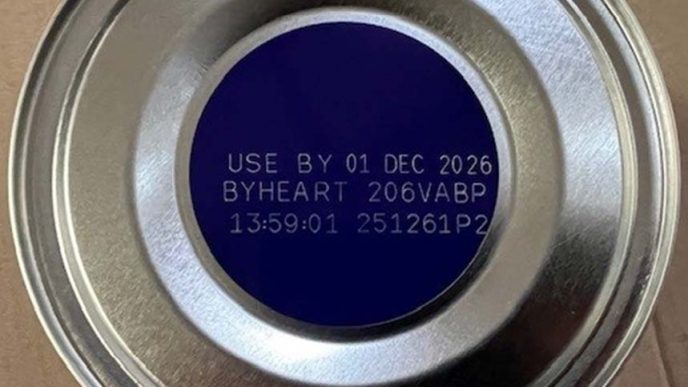 USE BY 01 DEC 2026
BYHEART 206VABP
13:59:01 251261P2